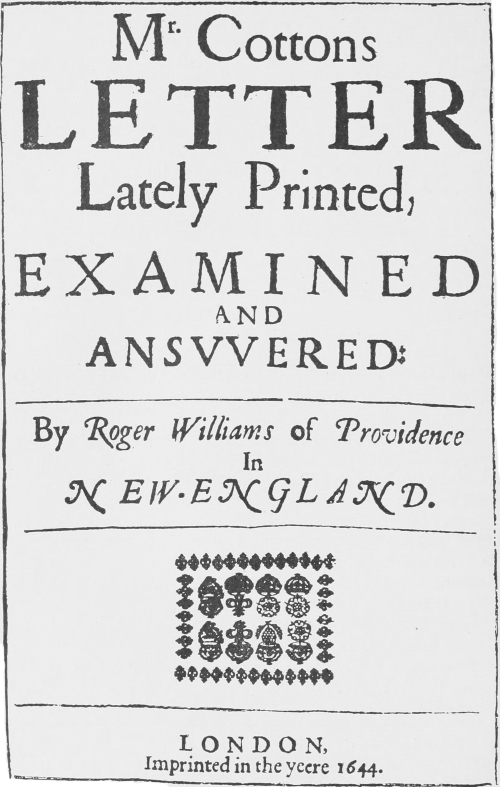 Mr. Cottons
LETTER
Lately Printed,
EXAMINED
AND
ANSVVERED:
By Roger Williams of Providence
In
NEW-ENGLAND.
LONDON,
Imprinted in the yeere 1644.